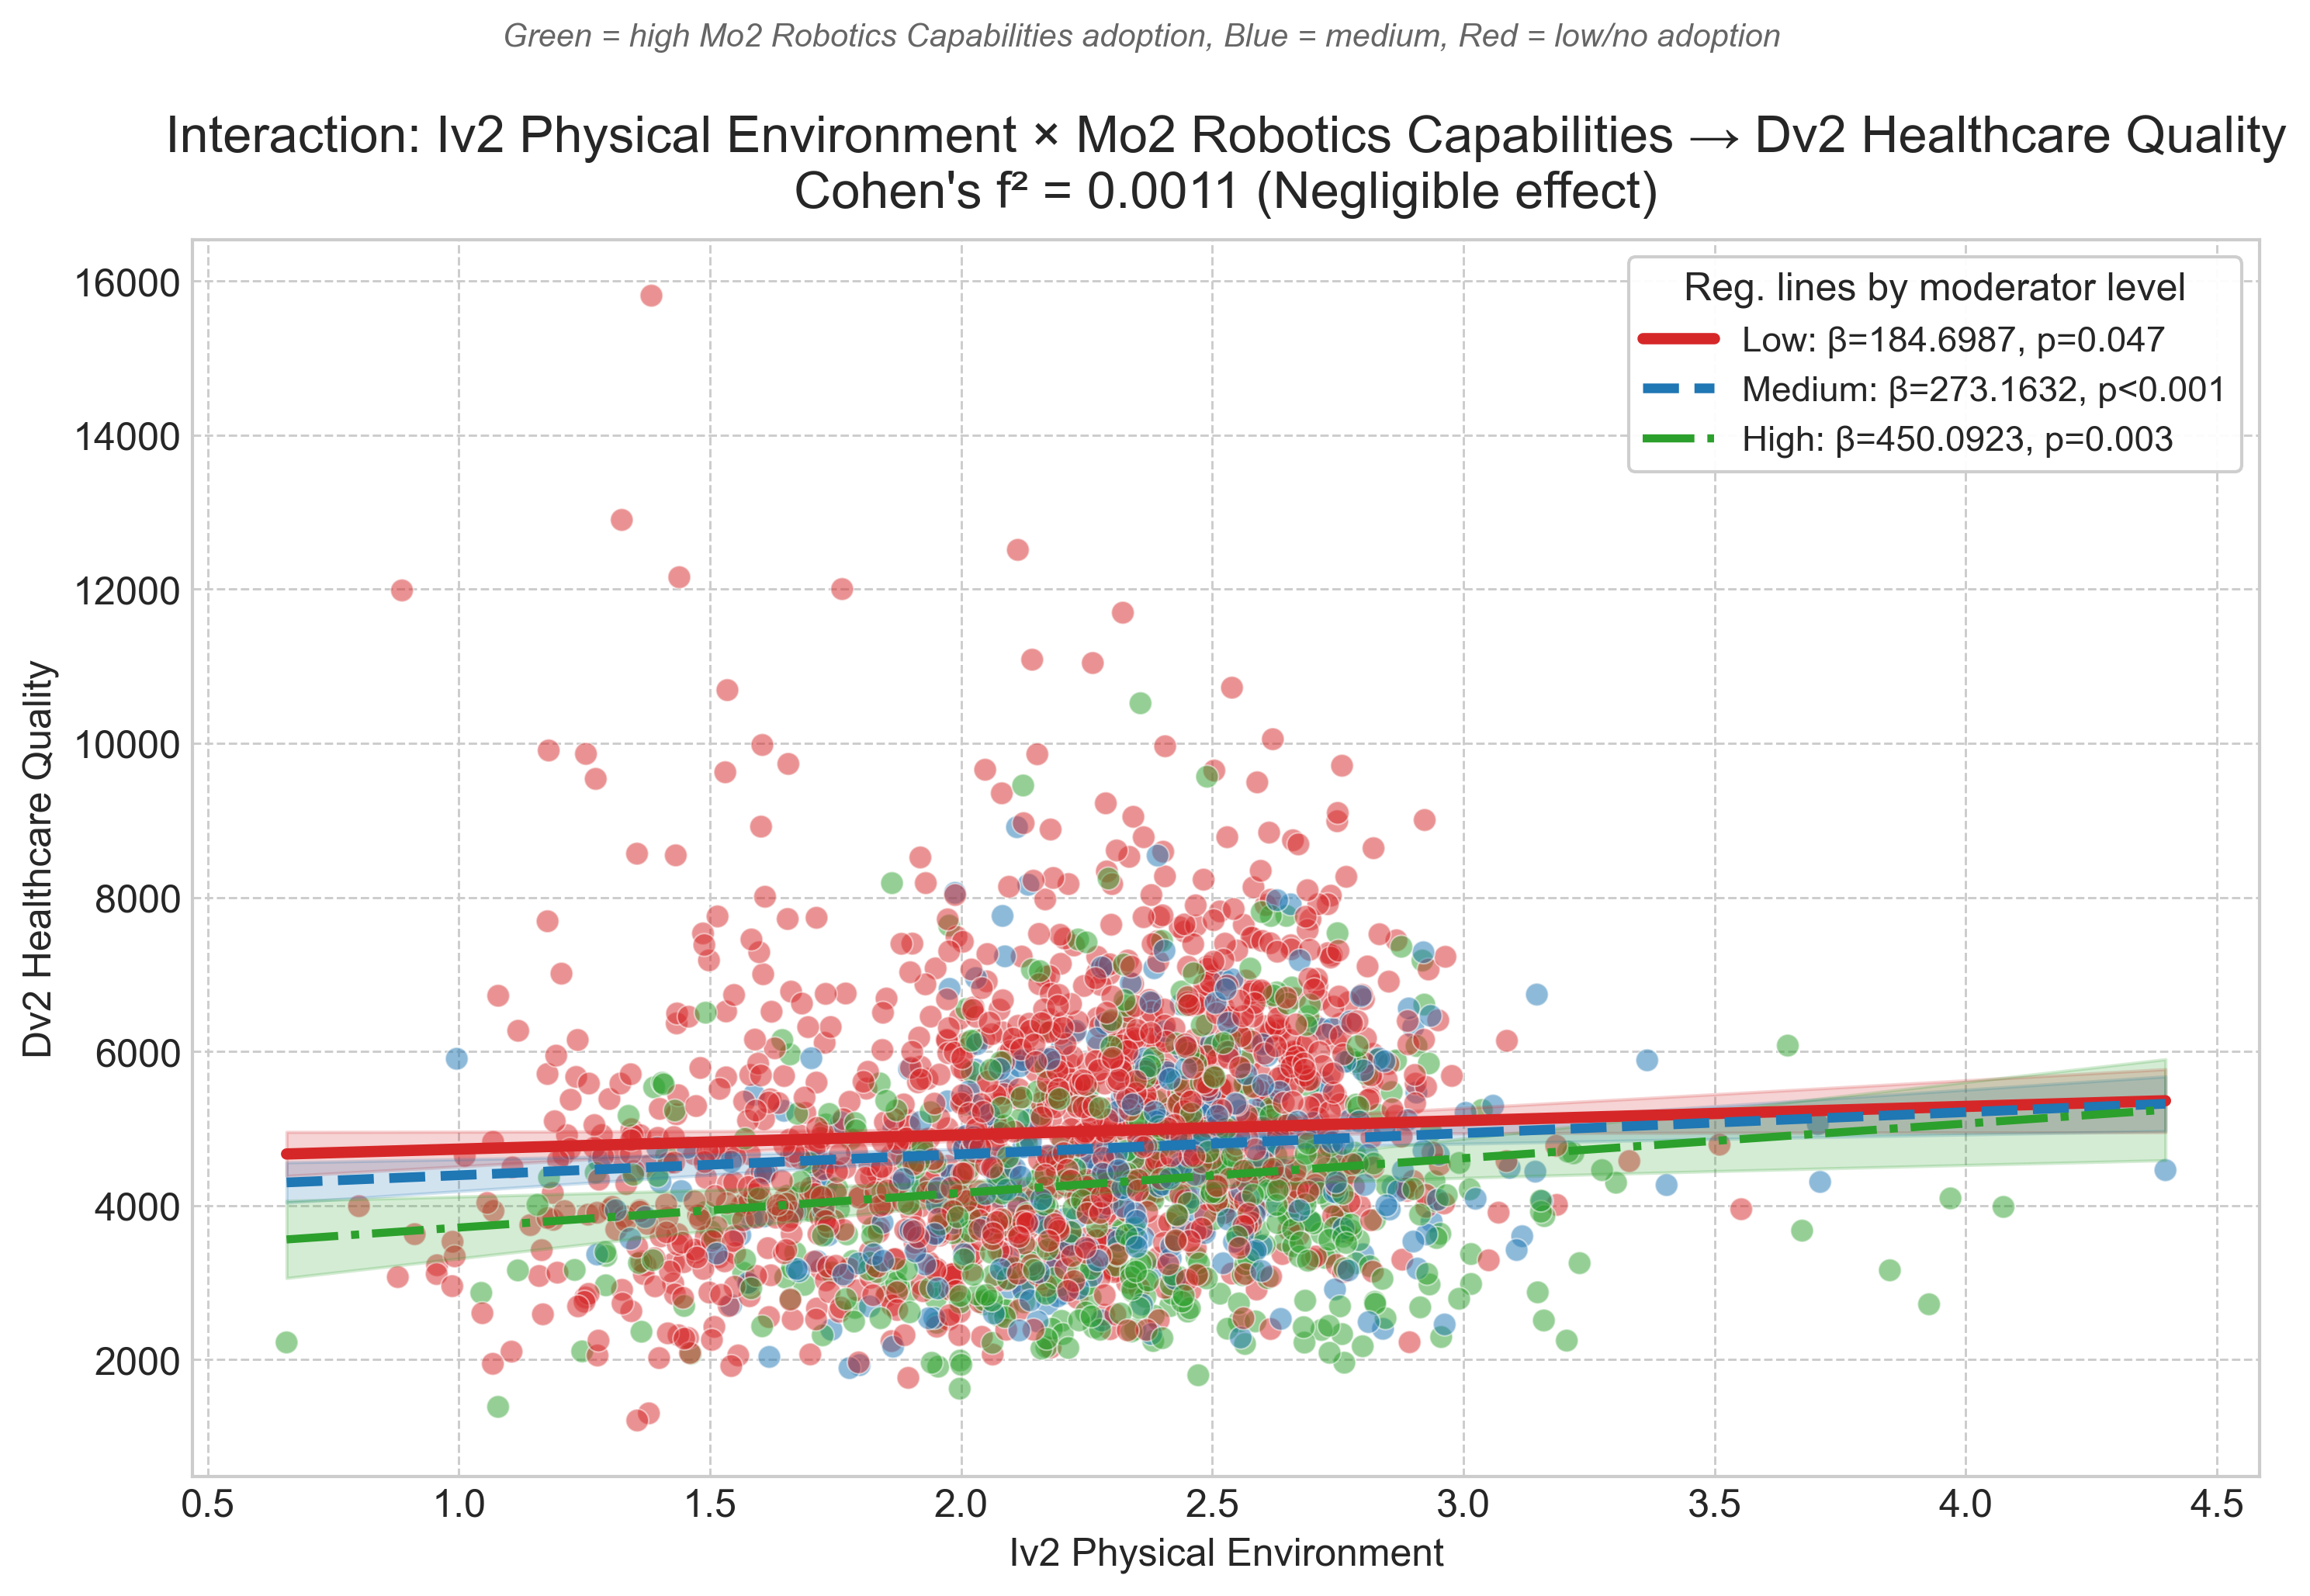 Green = high Mo2 Robotics Capabilities adoption, Blue = medium, Red = low/no adoption
Interaction: Iv2 Physical Environment × Mo2 Robotics Capabilities → Dv2 Healthcare Quality
Cohen's f² = 0.0011 (Negligible effect)
Reg. lines by moderator level
Low: β=184.6987, p=0.047
Medium: β=273.1632, p<0.001
High: β=450.0923, p=0.003
Dv2 Healthcare Quality
16000
14000
12000
10000
8000
6000
4000
2000
0.5 1.0 1.5 2.0 2.5 3.0 3.5 4.0 4.5
Iv2 Physical Environment